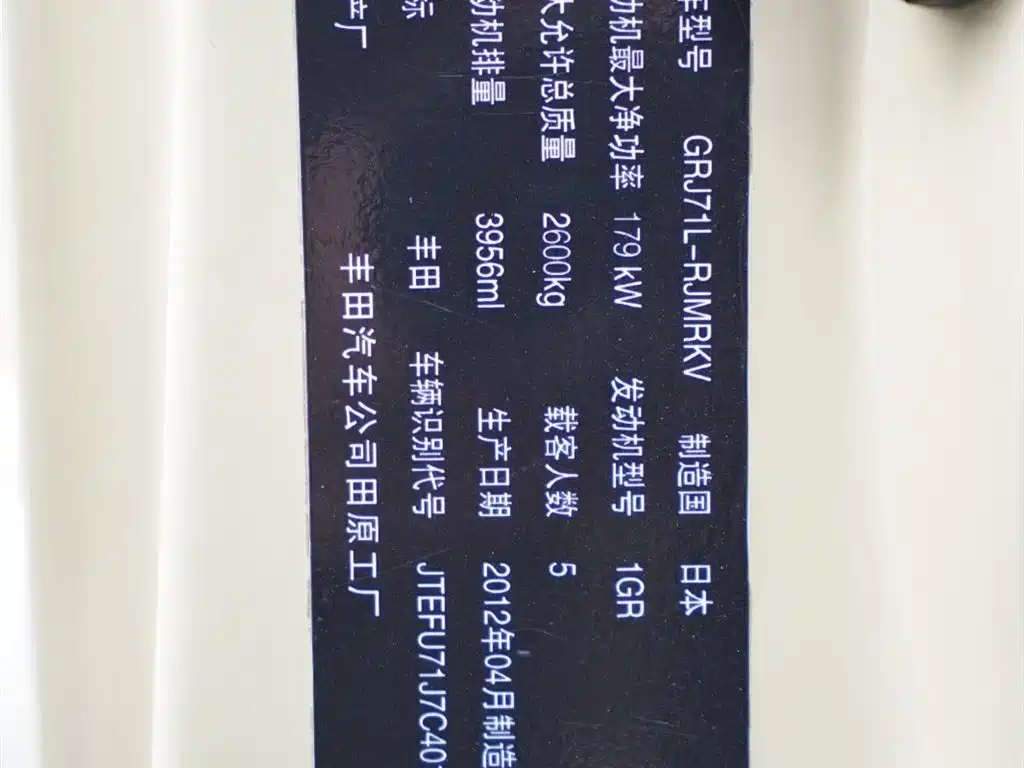 车型号 GRJ71L-RJMRKV 制造国 日本
动机最大净功率 179 kW 发动机型号 1GR
大允许总质量 2600kg 载客人数 5
动机排量 3956ml 生产日期 2012年04月制造
标 丰田 车辆识别代号 JTEFU71J7C40
产厂 丰田汽车公司田原工厂